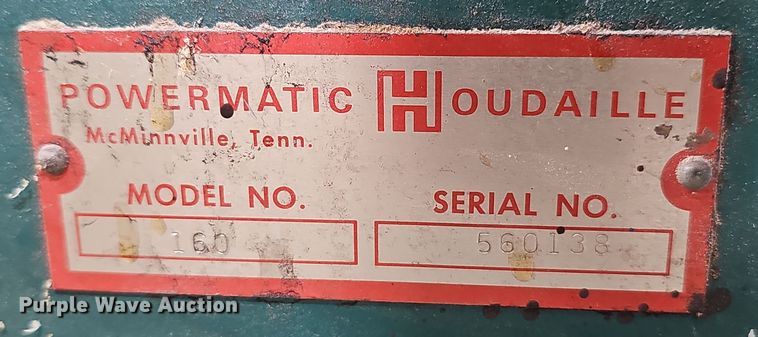 POWERMATIC HOUDAILLE
McMinnville, Tenn.
MODEL NO. SERIAL NO.
160 560138
Purple Wave Auction